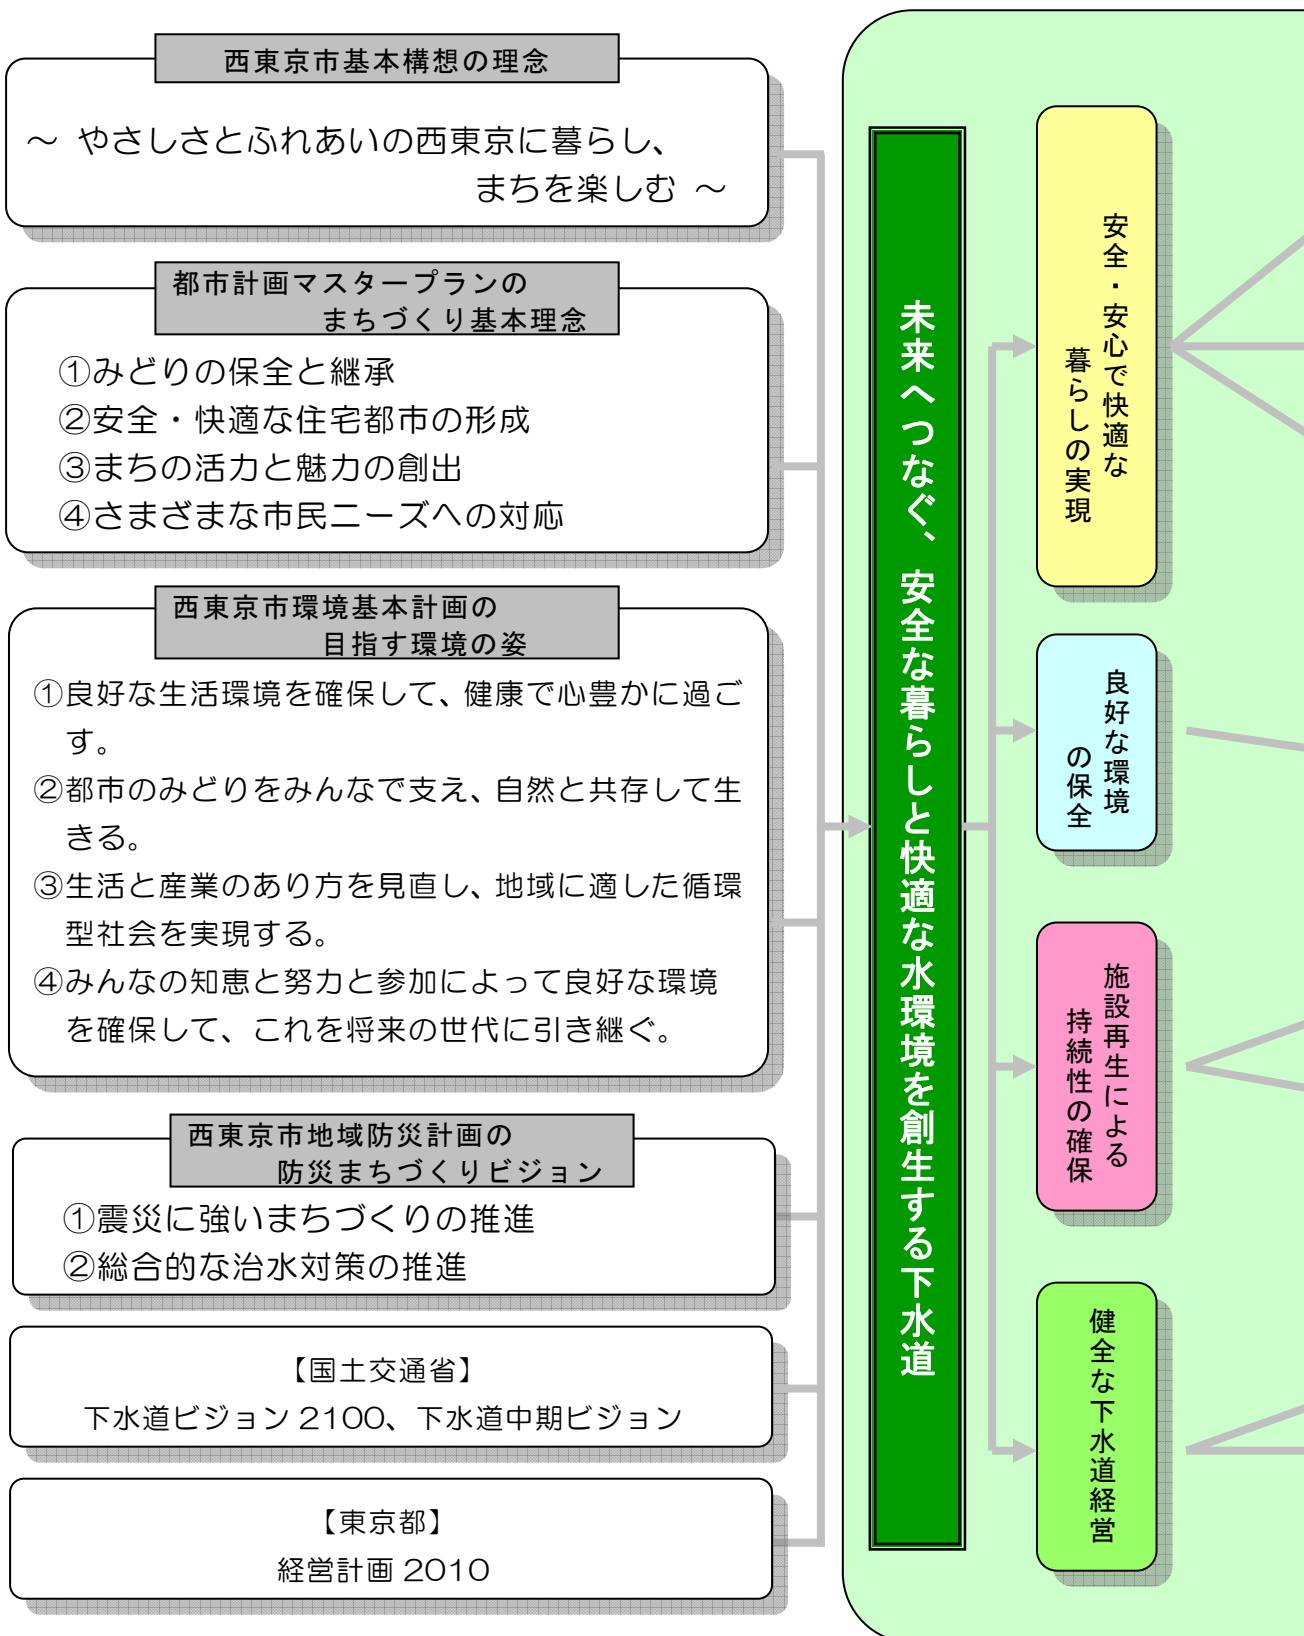 西東京市基本構想の理念
～ やさしさとふれあいの西東京に暮らし、
まちを楽しむ ～
都市計画マスタープランの
まちづくり基本理念
①みどりの保全と継承
②安全・快適な住宅都市の形成
③まちの活力と魅力の創出
④さまざまな市民ニーズへの対応
西東京市環境基本計画の
目指す環境の姿
①良好な生活環境を確保して、健康で心豊かに過ご
す。
②都市のみどりをみんなで支え、自然と共存して生
きる。
③生活と産業のあり方を見直し、地域に適した循環
型社会を実現する。
④みんなの知恵と努力と参加によって良好な環境
を確保して、これを将来の世代に引き継ぐ。
西東京市地域防災計画の
防災まちづくりビジョン
①震災に強いまちづくりの推進
②総合的な治水対策の推進
【国土交通省】
下水道ビジョン 2100、下水道中期ビジョン
【東京都】
経営計画 2010
未来へつなぐ、安全な暮らしと快適な水環境を創生する下水道
安全・安心で快適な
暮らしの実現
良好な環境
の保全
施設再生による
持続性の確保
健全な下水道経営